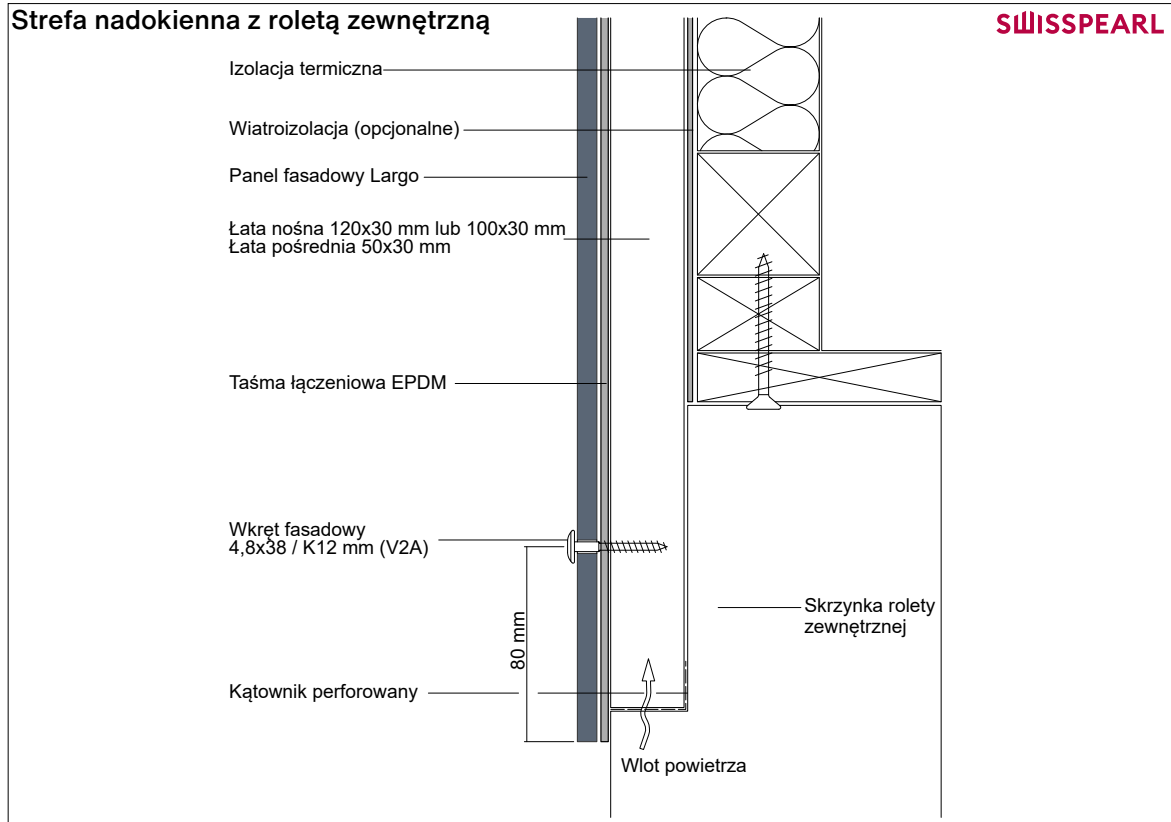 Strefa nadokienna z roletą zewnętrzną
SWISSPEARL
Izolacja termiczna
Wiatroizolacja (opcjonalne)
Panel fasadowy Largo
Łata nośna 120x30 mm lub 100x30 mm
Łata pośrednia 50x30 mm
Taśma łączeniowa EPDM
Wkręt fasadowy
4,8x38 / K12 mm (V2A)
80 mm
Skrzynka rolety
zewnętrznej
Kątownik perforowany
Wlot powietrza